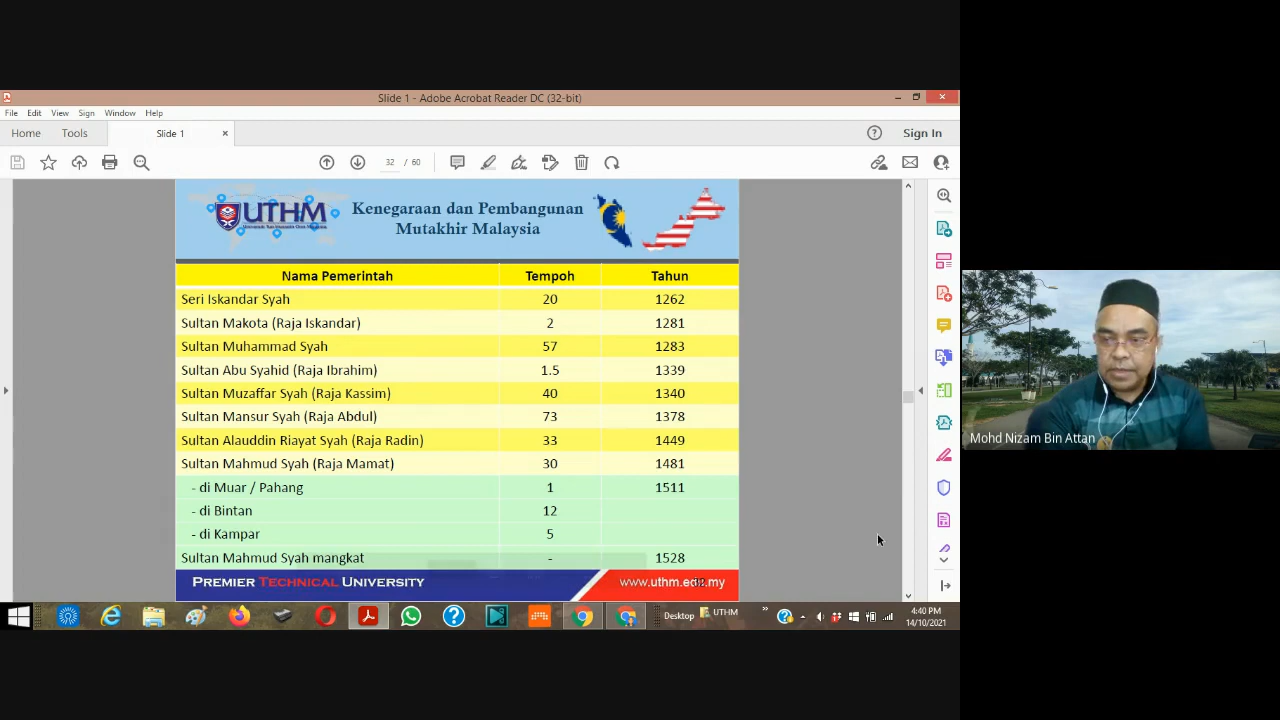 Slide 1 - Adobe Acrobat Reader DC (32-bit)
File Edit View Sign Window Help
Home Tools Slide 1 × Sign In
32 / 60
UTHM
Kenegaraan dan Pembangunan
Mutakhir Malaysia
Nama Pemerintah Tempoh Tahun
Seri Iskandar Syah 20 1262
Sultan Makota (Raja Iskandar) 2 1281
Sultan Muhammad Syah 57 1283
Sultan Abu Syahid (Raja Ibrahim) 1.5 1339
Sultan Muzaffar Syah (Raja Kassim) 40 1340
Sultan Mansur Syah (Raja Abdul) 73 1378
Sultan Alauddin Riayat Syah (Raja Radin) 33 1449
Sultan Mahmud Syah (Raja Mamat) 30 1481
- di Muar / Pahang 1 1511
- di Bintan 12
- di Kampar 5
Sultan Mahmud Syah mangkat - 1528
PREMIER TECHNICAL UNIVERSITY www.uthm.edu.my
Desktop UTHM »
4:40 PM
14/10/2021
Mohd Nizam Bin Attan